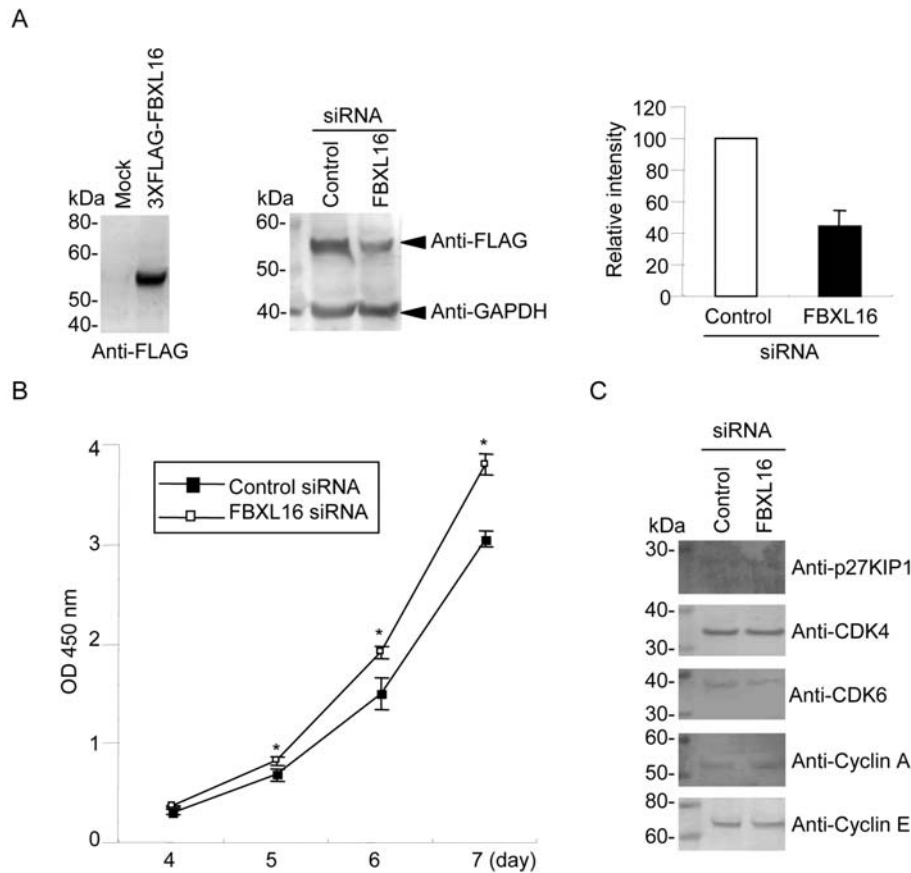 A
kDa
Mock
3XFLAG-FBXL16
80-
60-
50-
40-
Anti-FLAG
siRNA
Control
FBXL16
kDa
60-
50-
40-
Anti-FLAG
Anti-GAPDH
Relative intensity
120
100
80
60
40
20
0
Control
FBXL16
siRNA
B
OD 450 nm
4
3
2
1
0
Control siRNA
FBXL16 siRNA
*
*
*
4 5 6 7 (day)
C
siRNA
Control
FBXL16
kDa
30-
Anti-p27KIP1
40-
30-
Anti-CDK4
40-
30-
Anti-CDK6
60-
50-
Anti-Cyclin A
80-
60-
Anti-Cyclin E